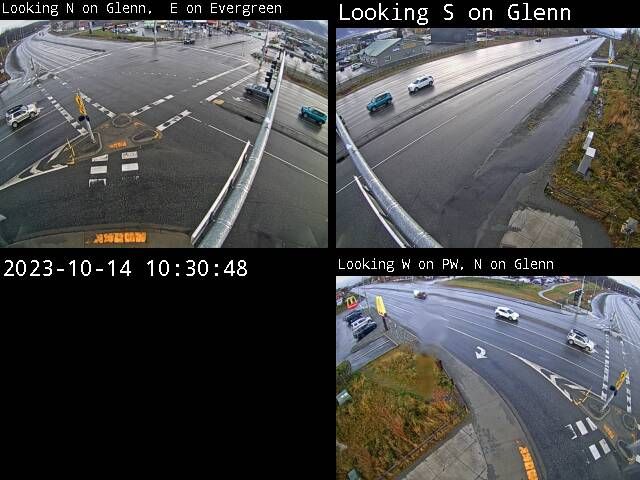 Looking N on Glenn, E on Evergreen
Looking S on Glenn
2023-10-14 10:30:48
Looking W on PW, N on Glenn